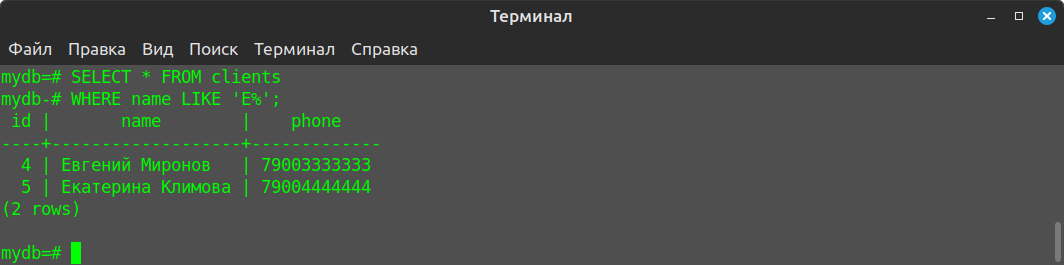 Терминал
Файл Правка Вид Поиск Терминал Справка
mydb=# SELECT * FROM clients
mydb-# WHERE name LIKE 'Е%';
 id |       name        |    phone
----+-------------------+-------------
  4 | Евгений Миронов   | 79003333333
  5 | Екатерина Климова | 79004444444
(2 rows)
mydb=#